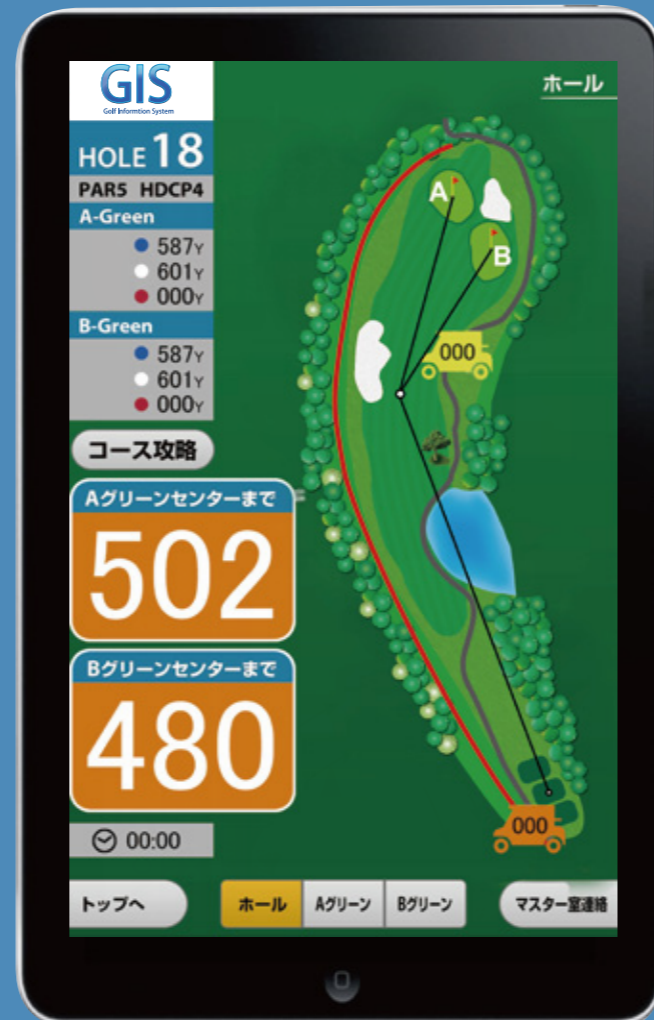 GIS
Golf Informtion System
ホール
HOLE 18
PAR5 HDCP4
A-Green
587Y
601Y
000Y
B-Green
587Y
601Y
000Y
コース攻略
Aグリーンセンターまで
502
Bグリーンセンターまで
480
00:00
A
B
000
000
トップへ
ホール
Aグリーン
Bグリーン
マスター室連絡